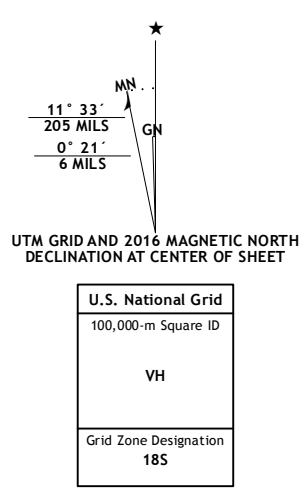 MN
11° 33´
205 MILS
GN
0° 21´
6 MILS
UTM GRID AND 2016 MAGNETIC NORTH
DECLINATION AT CENTER OF SHEET
U.S. National Grid
100,000-m Square ID
VH
Grid Zone Designation
18S